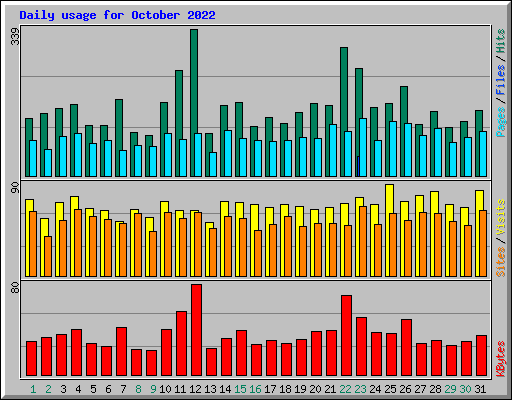 Daily usage for October 2022
339
Pages / Files / Hits
90
Sites / Visits
80
KBytes
1 2 3 4 5 6 7 8 9 10 11 12 13 14 15 16 17 18 19 20 21 22 23 24 25 26 27 28 29 30 31